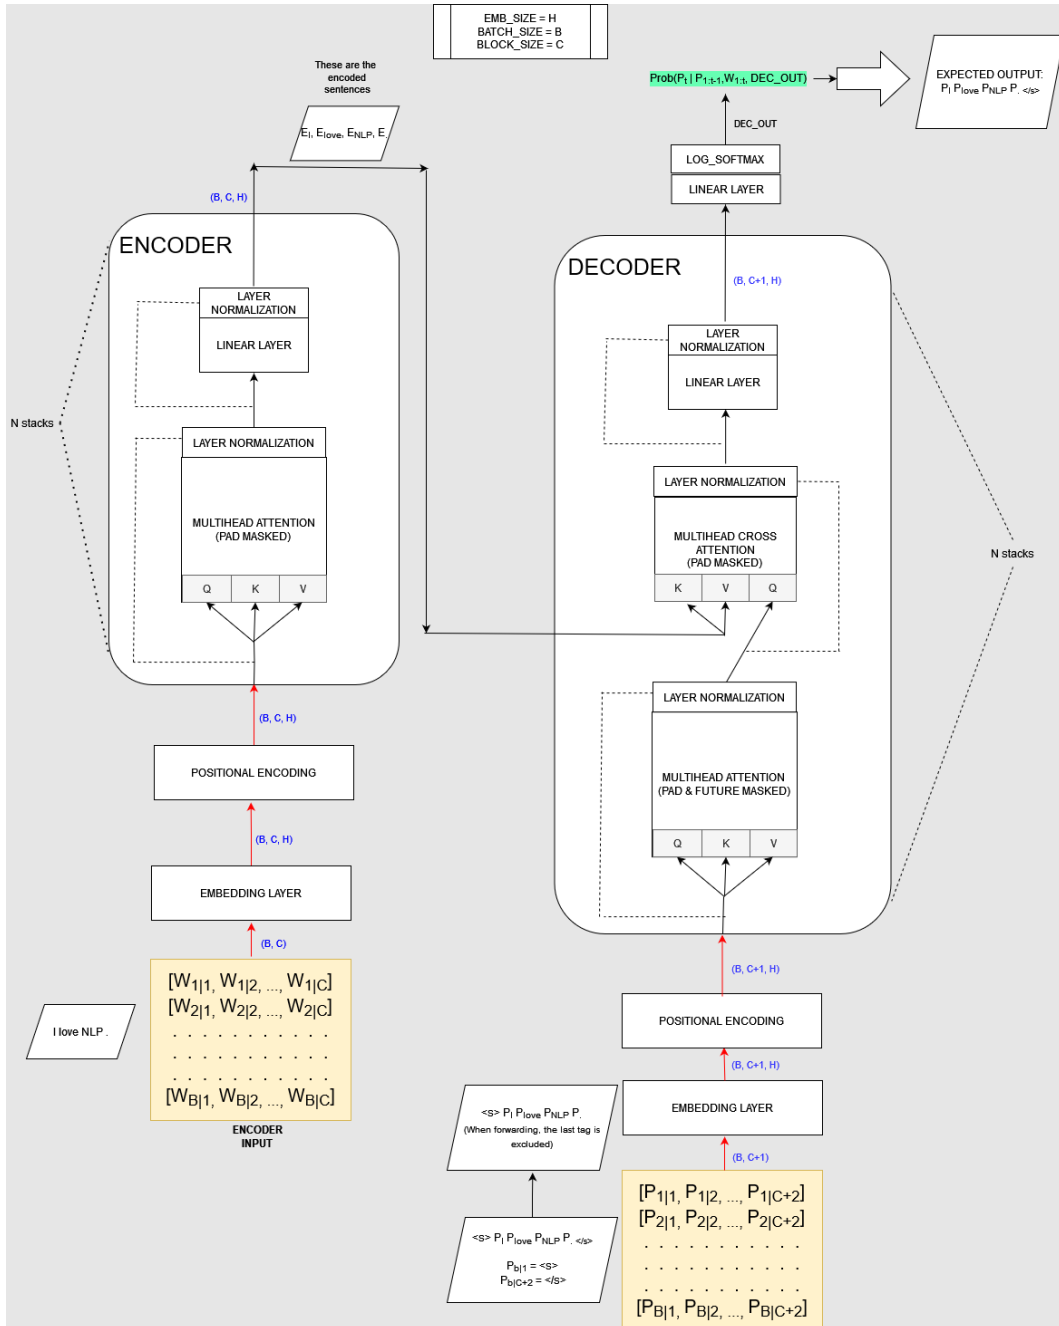 EMB_SIZE = H
BATCH_SIZE = B
BLOCK_SIZE = C
These are the
encoded
sentences
E_I, E_love, E_NLP, E_.
(B, C, H)
ENCODER
LAYER
NORMALIZATION
LINEAR LAYER
N stacks
LAYER NORMALIZATION
MULTIHEAD ATTENTION
(PAD MASKED)
Q K V
(B, C, H)
POSITIONAL ENCODING
(B, C, H)
EMBEDDING LAYER
(B, C)
[W_1|1, W_1|2, ..., W_1|C]
[W_2|1, W_2|2, ..., W_2|C]
. . . . . . . . . . .
. . . . . . . . . . .
. . . . . . . . . . .
[W_B|1, W_B|2, ..., W_B|C]
ENCODER
INPUT
I love NLP .
Prob(P_t | P_1:t-1, W_1:t, DEC_OUT)
EXPECTED OUTPUT:
P_I P_love P_NLP P_. </s>
DEC_OUT
LOG_SOFTMAX
LINEAR LAYER
DECODER
(B, C+1, H)
LAYER
NORMALIZATION
LINEAR LAYER
LAYER NORMALIZATION
MULTIHEAD CROSS
ATTENTION
(PAD MASKED)
K V Q
N stacks
LAYER NORMALIZATION
MULTIHEAD ATTENTION
(PAD & FUTURE MASKED)
Q K V
(B, C+1, H)
POSITIONAL ENCODING
(B, C+1, H)
EMBEDDING LAYER
(B, C+1)
<s> P_I P_love P_NLP P_.
(When forwarding, the last tag is
excluded)
<s> P_I P_love P_NLP P_. </s>
P_b|1 = <s>
P_b|C+2 = </s>
[P_1|1, P_1|2, ..., P_1|C+2]
[P_2|1, P_2|2, ..., P_2|C+2]
. . . . . . . . . . .
. . . . . . . . . . .
. . . . . . . . . . .
[P_B|1, P_B|2, ..., P_B|C+2]